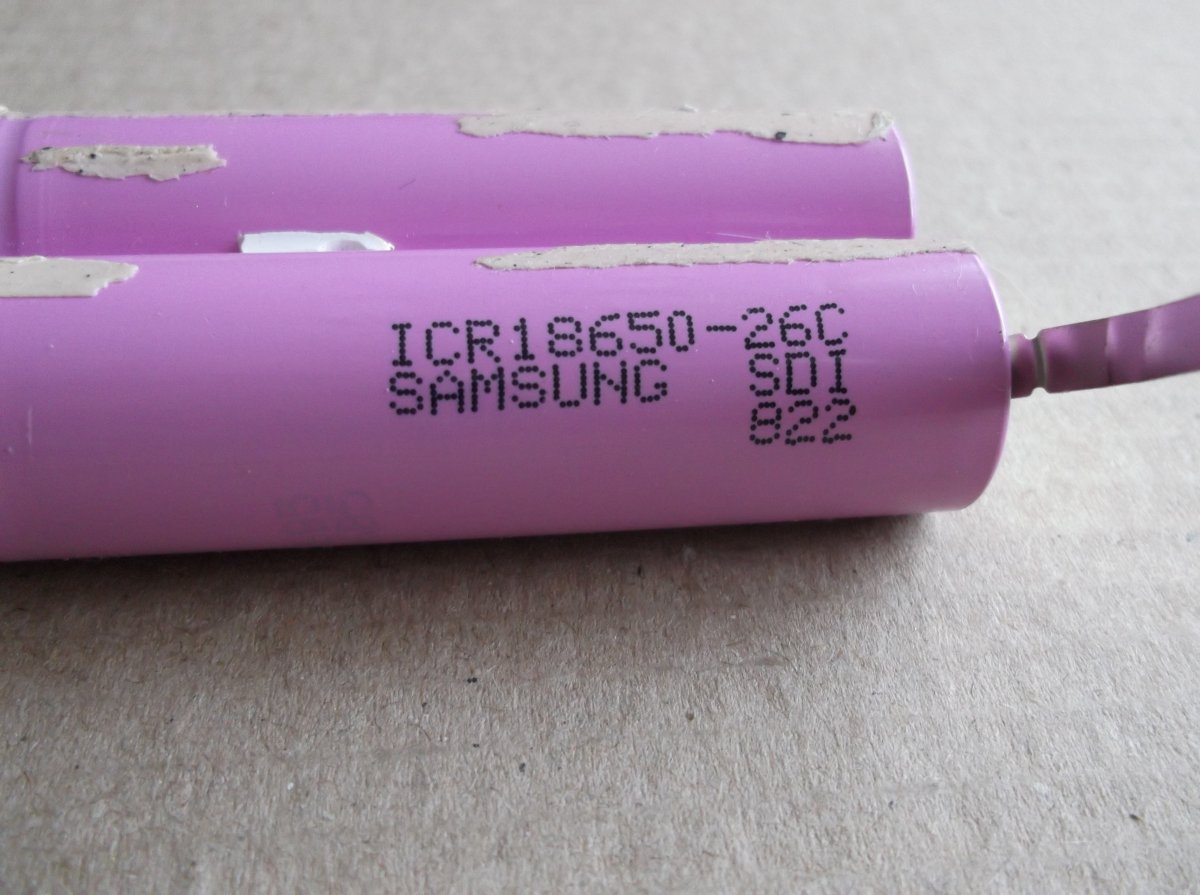 ICR18650-26C
SAMSUNG SDI
822